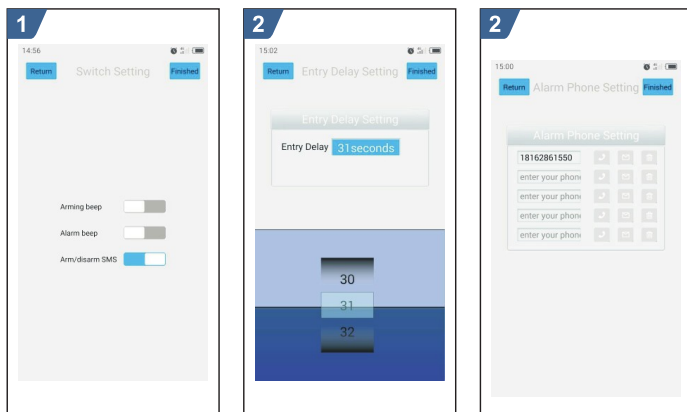 1
14:56
Return Switch Setting Finished
Arming beep
Alarm beep
Arm/disarm SMS
2
15:02
Return Entry Delay Setting Finished
Entry Delay Setting
Entry Delay 31seconds
30
31
32
2
15:00
Return Alarm Phone Setting Finished
Alarm Phone Setting
18162861550
enter your phon
enter your phon
enter your phon
enter your phon